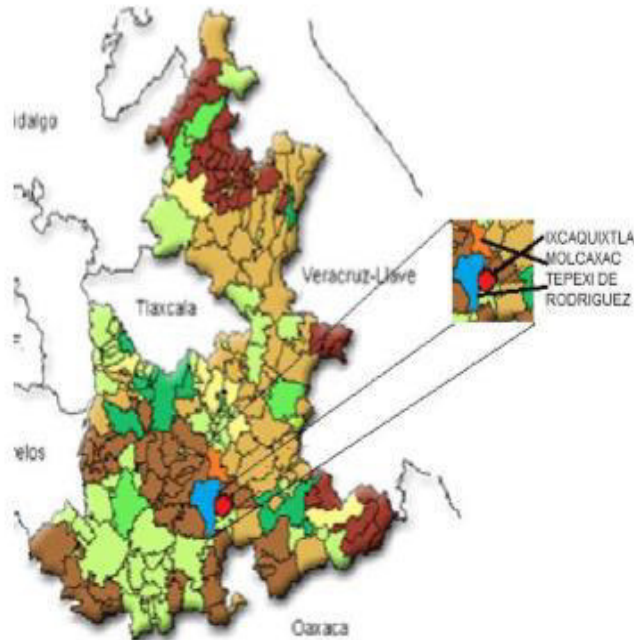 idalgo
Veracruz-Llave
Tlaxcala
elos
Oaxaca
IXCAQUIXTLA
MOLCAXAC
TEPEXI DE
RODRIGUEZ